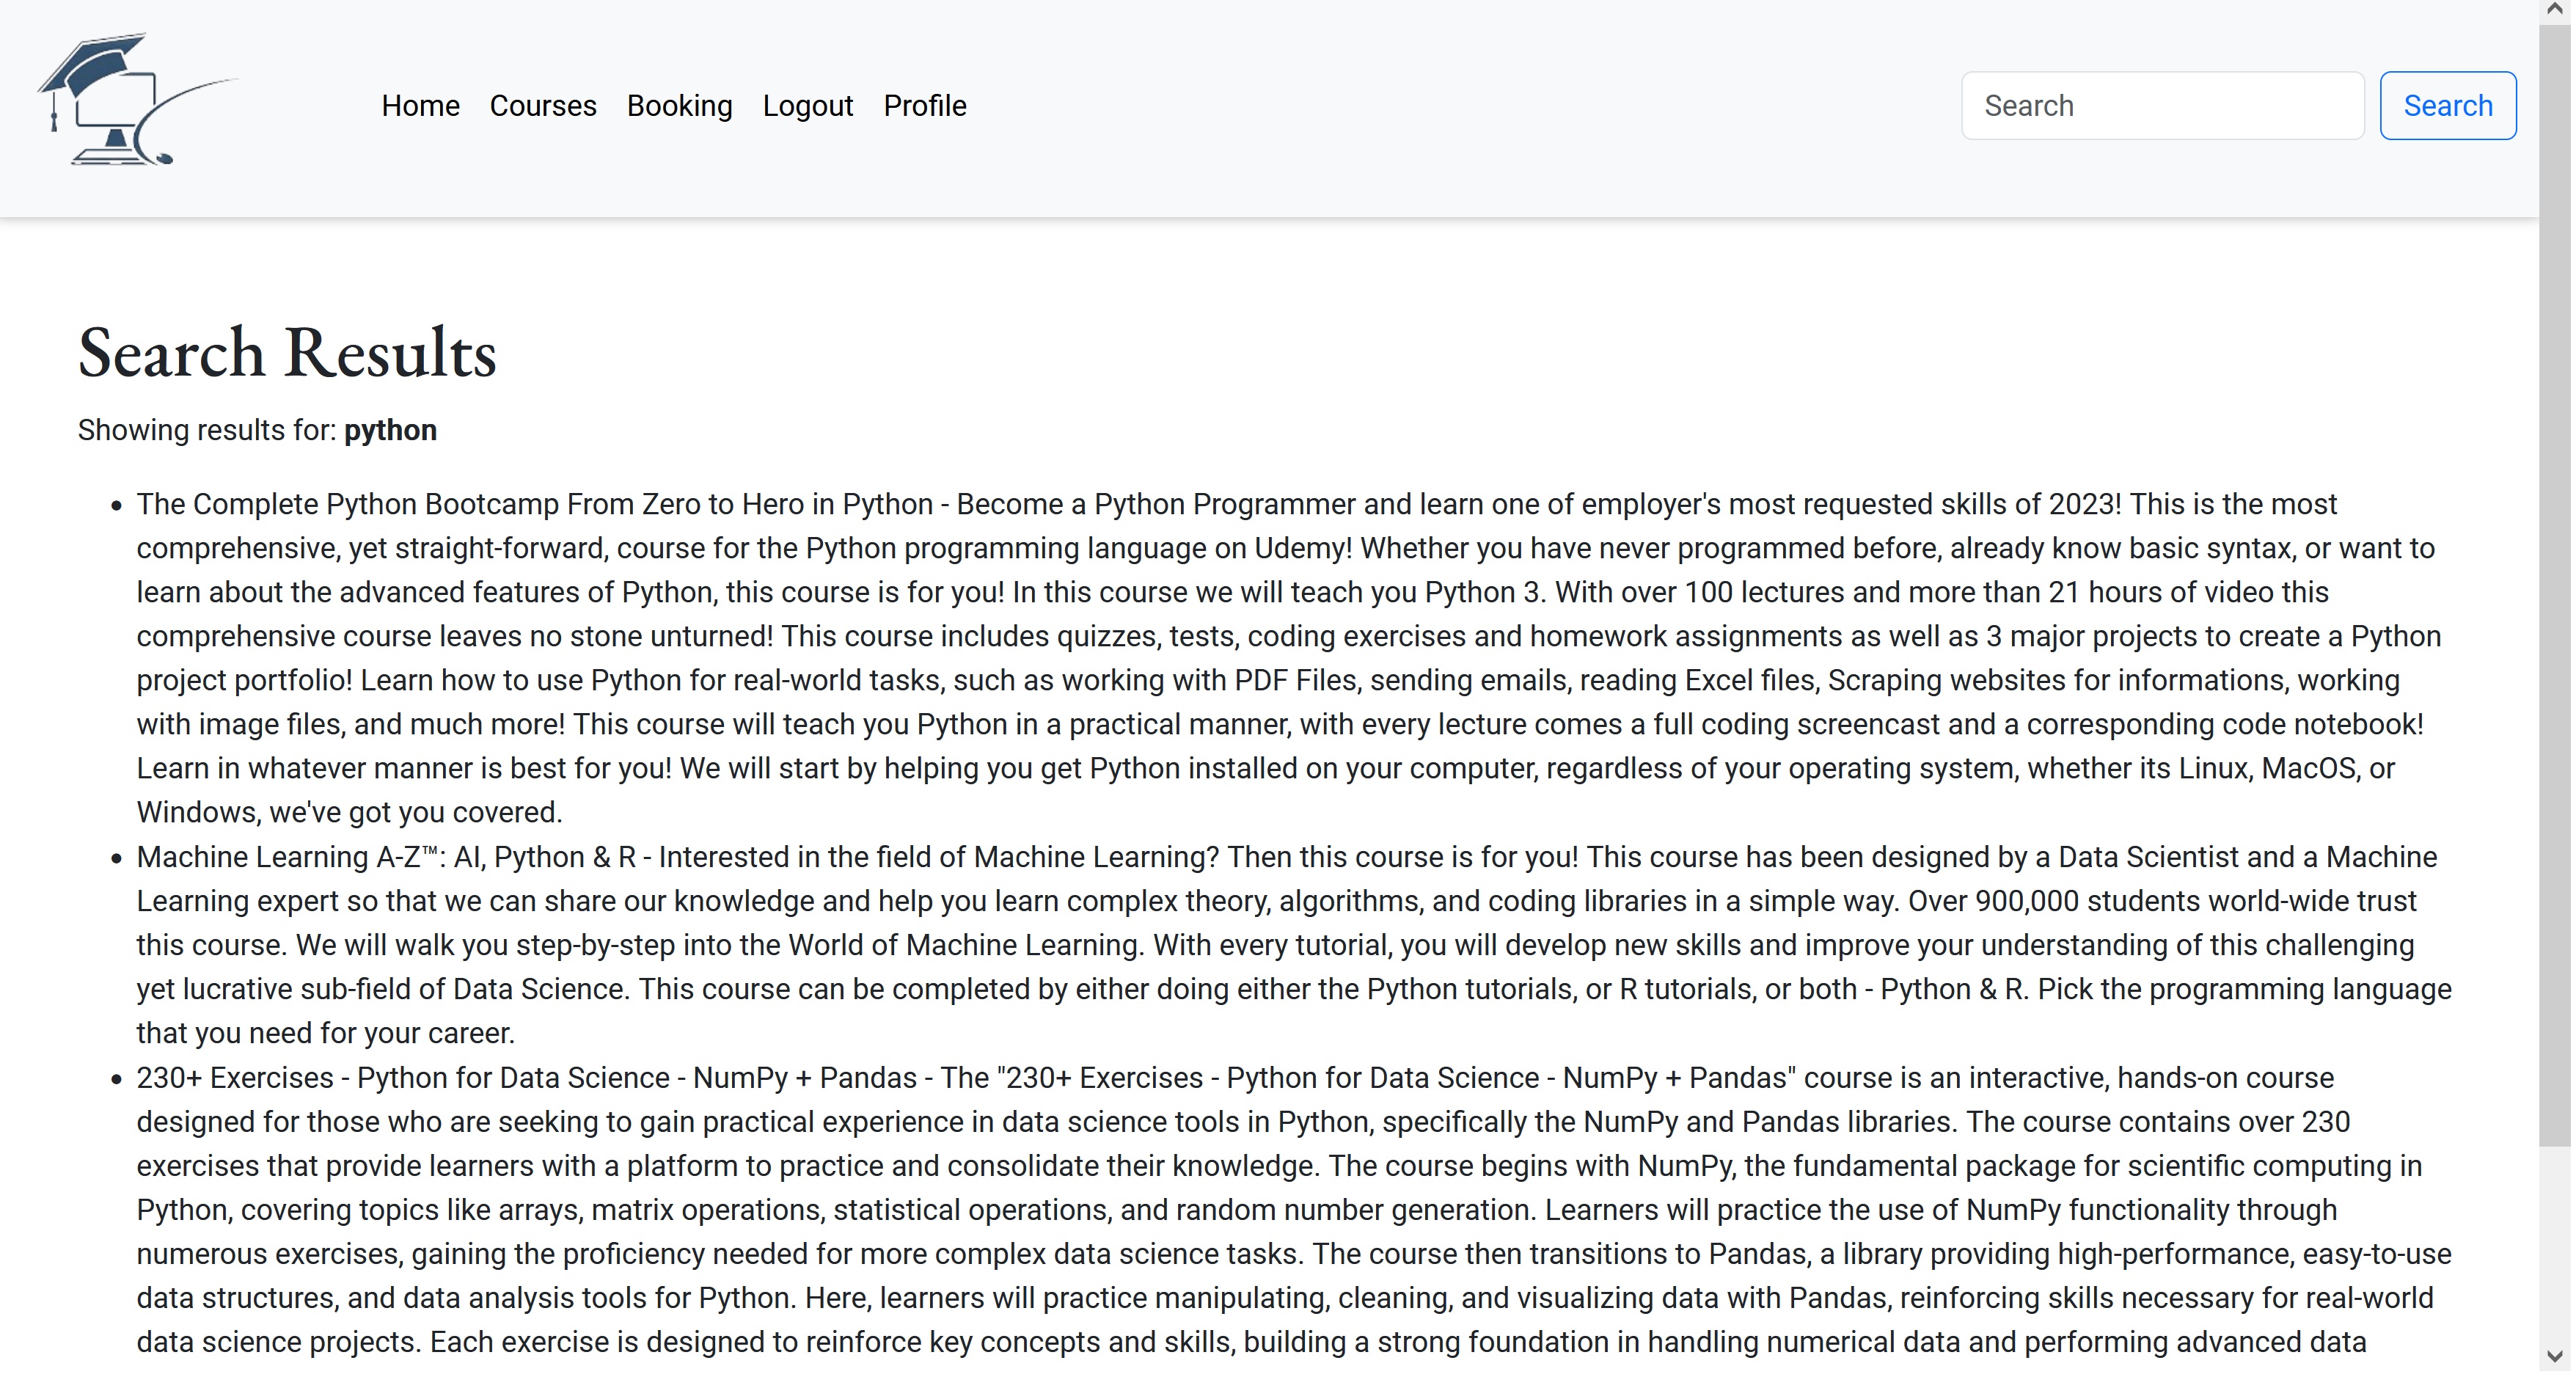 Home Courses Booking Logout Profile Search Search
Search Results
Showing results for: python
• The Complete Python Bootcamp From Zero to Hero in Python - Become a Python Programmer and learn one of employer's most requested skills of 2023! This is the most
comprehensive, yet straight-forward, course for the Python programming language on Udemy! Whether you have never programmed before, already know basic syntax, or want to
learn about the advanced features of Python, this course is for you! In this course we will teach you Python 3. With over 100 lectures and more than 21 hours of video this
comprehensive course leaves no stone unturned! This course includes quizzes, tests, coding exercises and homework assignments as well as 3 major projects to create a Python
project portfolio! Learn how to use Python for real-world tasks, such as working with PDF Files, sending emails, reading Excel files, Scraping websites for informations, working
with image files, and much more! This course will teach you Python in a practical manner, with every lecture comes a full coding screencast and a corresponding code notebook!
Learn in whatever manner is best for you! We will start by helping you get Python installed on your computer, regardless of your operating system, whether its Linux, MacOS, or
Windows, we've got you covered.
• Machine Learning A-Z™: AI, Python & R - Interested in the field of Machine Learning? Then this course is for you! This course has been designed by a Data Scientist and a Machine
Learning expert so that we can share our knowledge and help you learn complex theory, algorithms, and coding libraries in a simple way. Over 900,000 students world-wide trust
this course. We will walk you step-by-step into the World of Machine Learning. With every tutorial, you will develop new skills and improve your understanding of this challenging
yet lucrative sub-field of Data Science. This course can be completed by either doing either the Python tutorials, or R tutorials, or both - Python & R. Pick the programming language
that you need for your career.
• 230+ Exercises - Python for Data Science - NumPy + Pandas - The "230+ Exercises - Python for Data Science - NumPy + Pandas" course is an interactive, hands-on course
designed for those who are seeking to gain practical experience in data science tools in Python, specifically the NumPy and Pandas libraries. The course contains over 230
exercises that provide learners with a platform to practice and consolidate their knowledge. The course begins with NumPy, the fundamental package for scientific computing in
Python, covering topics like arrays, matrix operations, statistical operations, and random number generation. Learners will practice the use of NumPy functionality through
numerous exercises, gaining the proficiency needed for more complex data science tasks. The course then transitions to Pandas, a library providing high-performance, easy-to-use
data structures, and data analysis tools for Python. Here, learners will practice manipulating, cleaning, and visualizing data with Pandas, reinforcing skills necessary for real-world
data science projects. Each exercise is designed to reinforce key concepts and skills, building a strong foundation in handling numerical data and performing advanced data